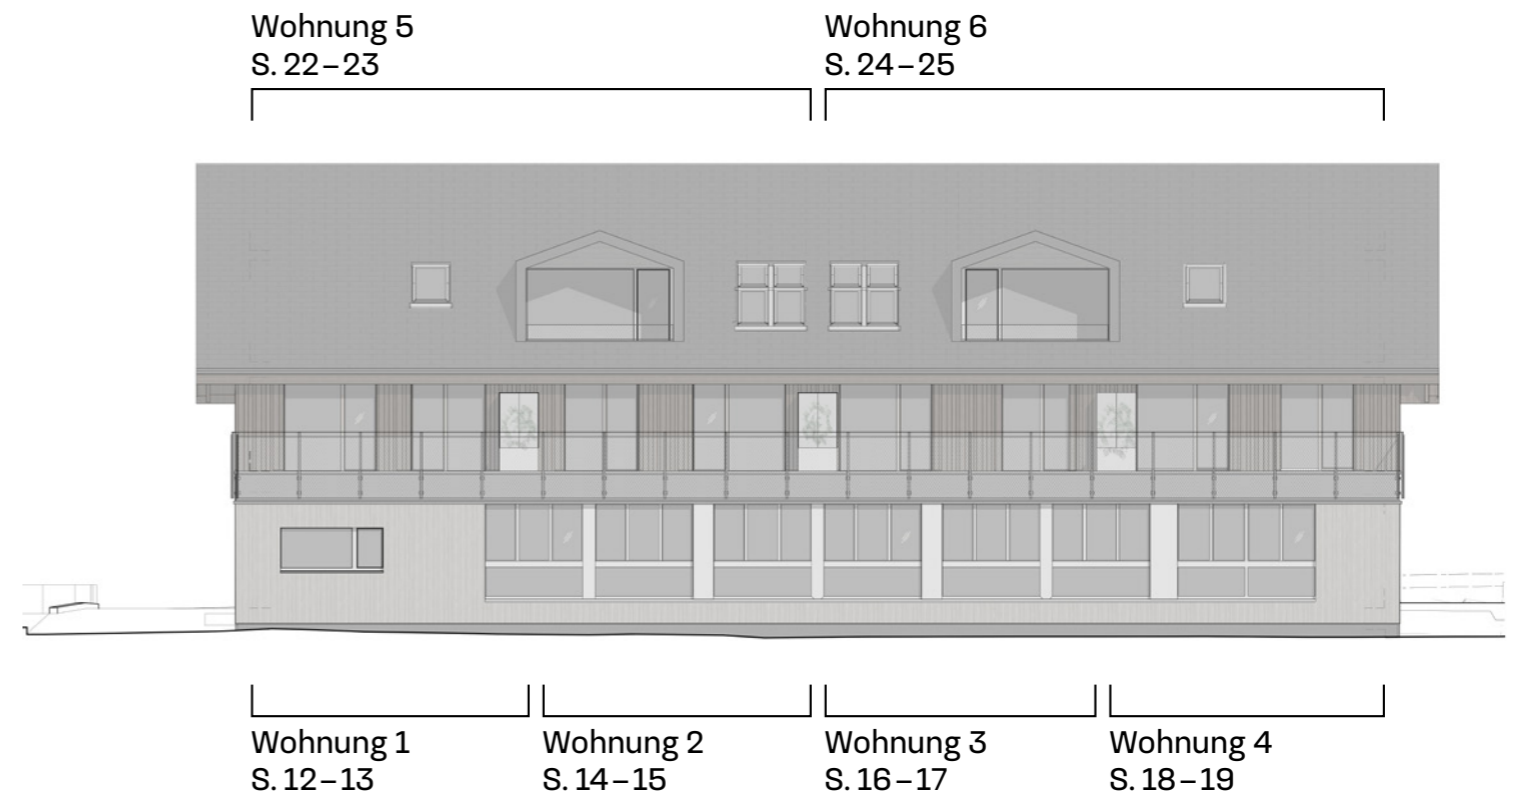 Wohnung 5
S. 22–23
Wohnung 6
S. 24–25
Wohnung 1
S. 12–13
Wohnung 2
S. 14–15
Wohnung 3
S. 16–17
Wohnung 4
S. 18–19